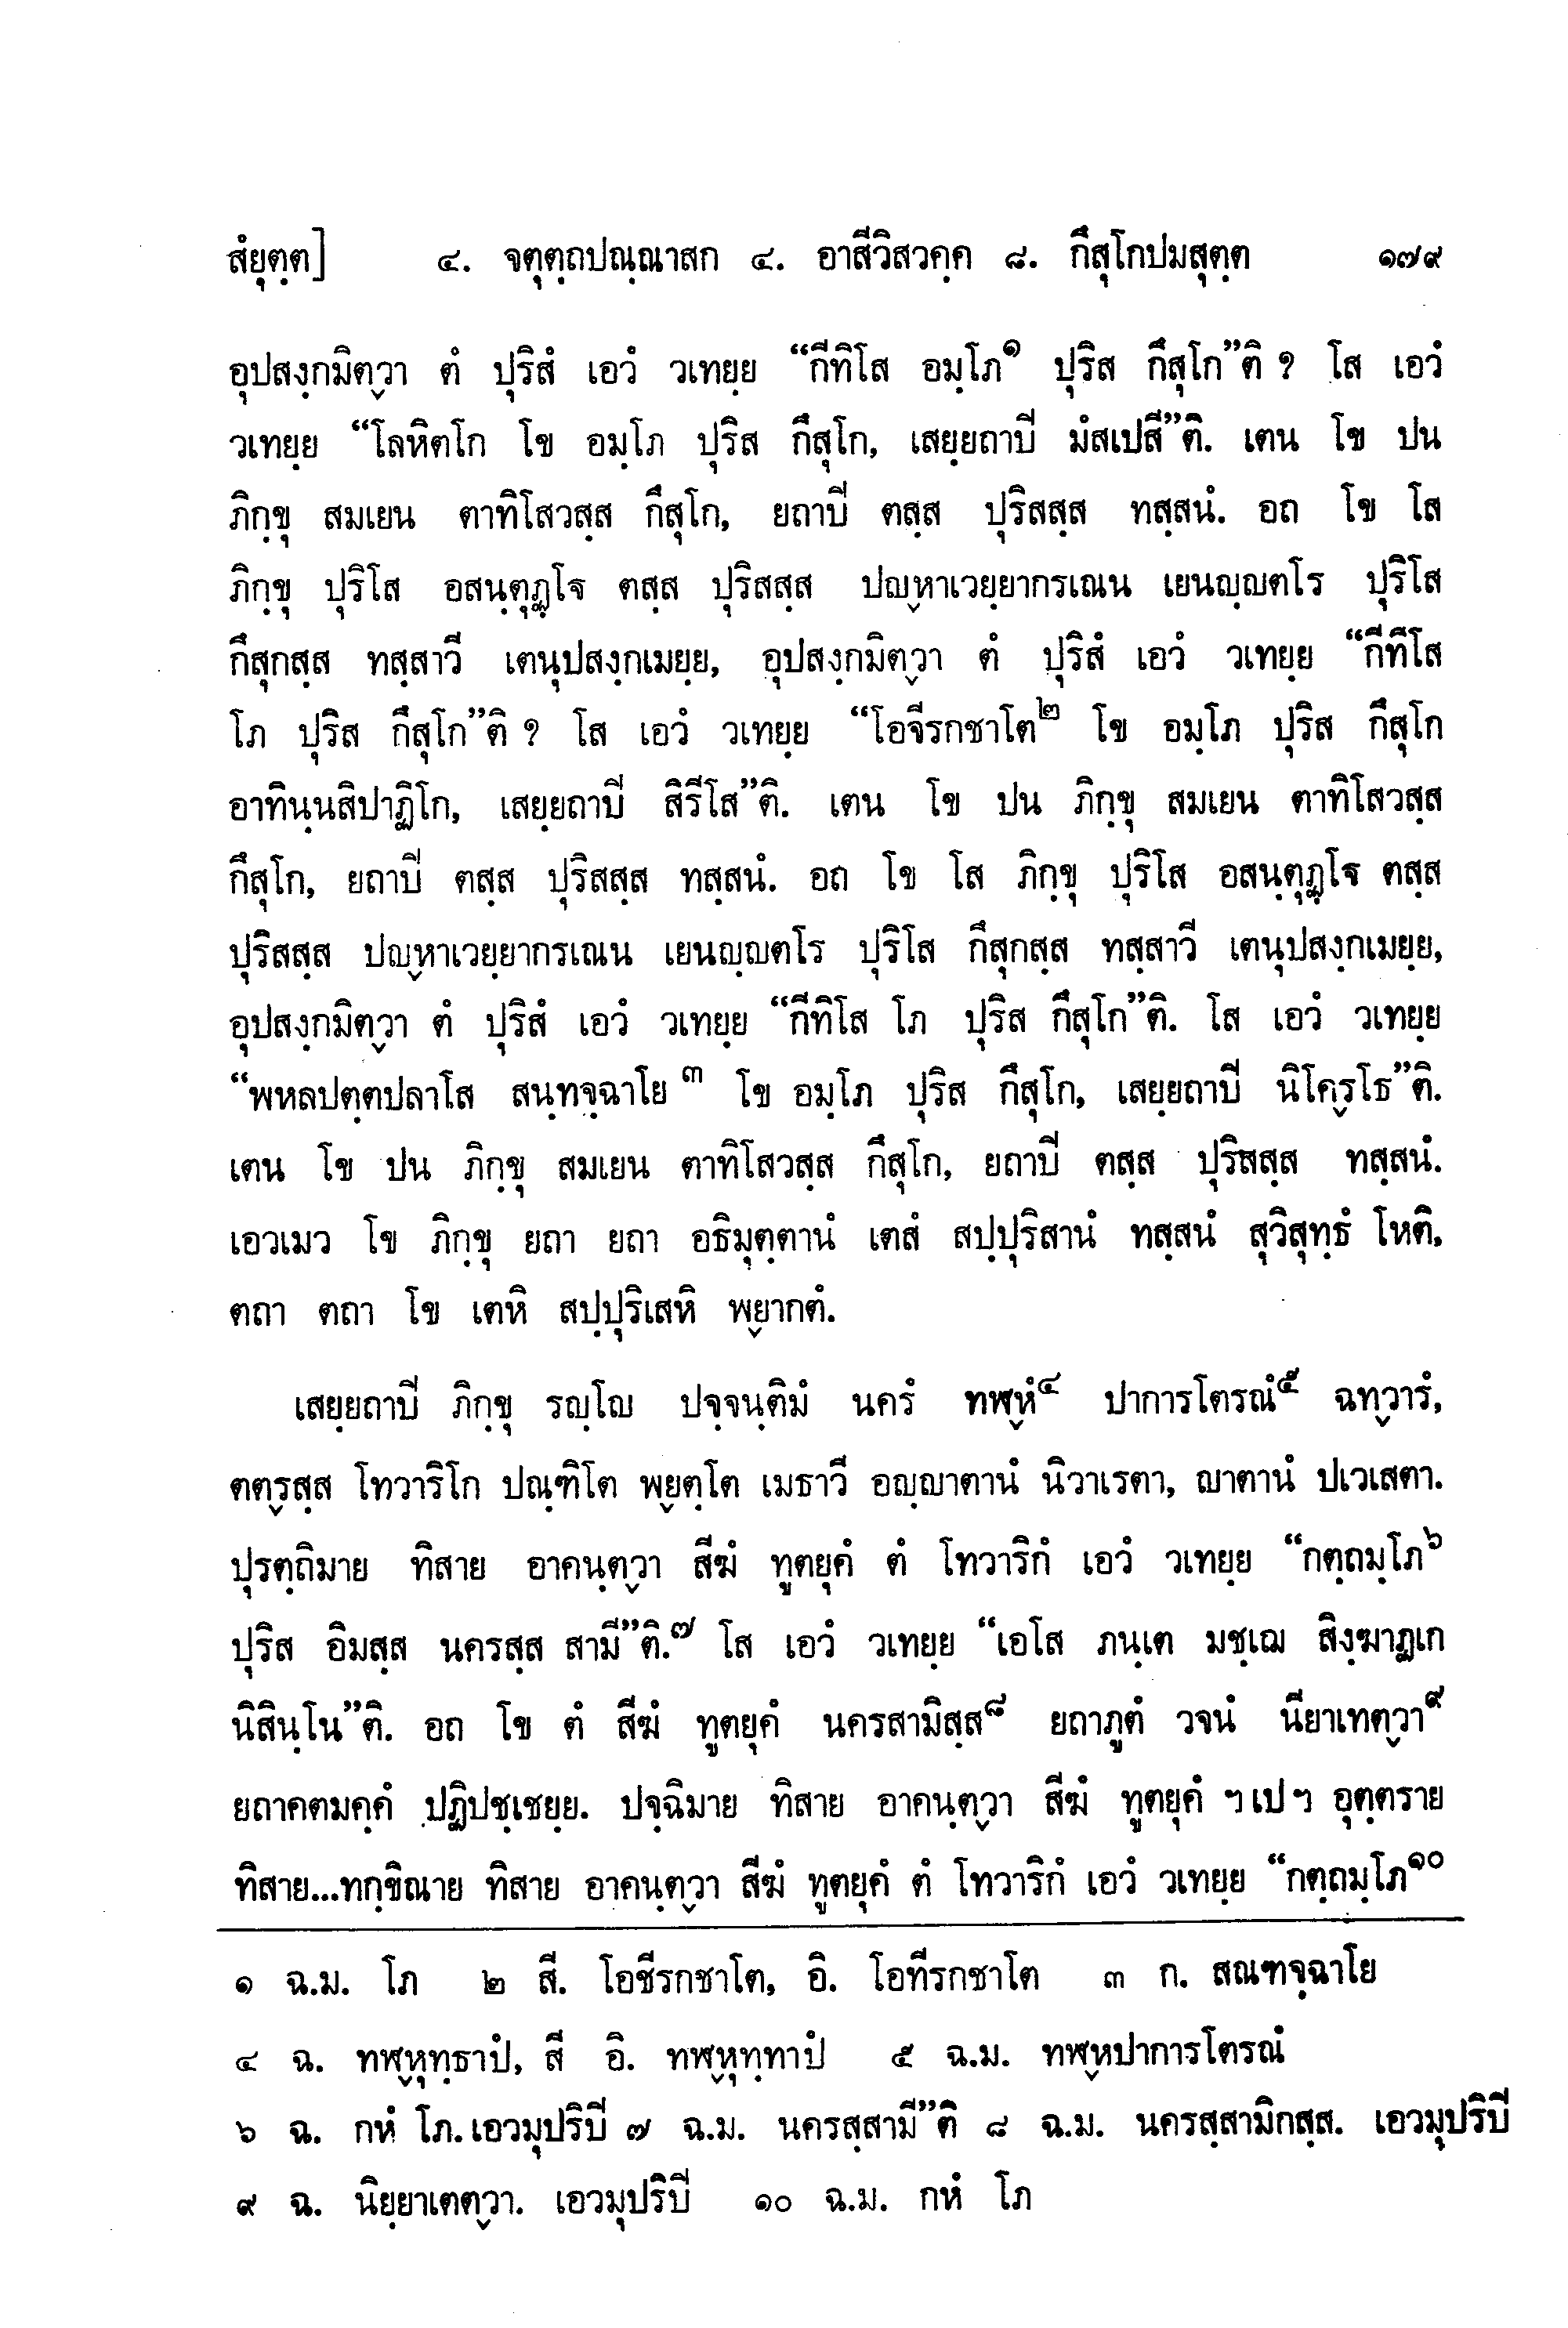 สํยุตฺต] ๔. จตุตฺถปณฺณาสก ๔. อาสีวิสวคฺค ๘. กึสุโกปมสุตฺต ๑๗๙
อุปสงฺกมิตฺวา ตํ ปุริสํ เอวํ วเทยฺย “กีทิโส อมฺโภ๑ ปุริส กึสุโก”ติ ? โส เอวํ
วเทยฺย “โลหิตโก โข อมฺโภ ปุริส กึสุโก, เสยฺยถาปี มํสเปสี”ติ. เตน โข ปน
ภิกฺขุ สมเยน ตาทิโสวสฺส กึสุโก, ยถาปี ตสฺส ปุริสสฺส ทสฺสนํ. อถ โข โส
ภิกฺขุ ปุริโส อสนฺตุฏฺโฐ ตสฺส ปุริสสฺส ปญฺหาเวยฺยากรเณน เยนญฺญตโร ปุริโส
กึสุกสฺส ทสฺสาวี เตนุปสงฺกเมยฺย, อุปสงฺกมิตฺวา ตํ ปุริสํ เอวํ วเทยฺย “กีทีโส
โภ ปุริส กึสุโก”ติ ? โส เอวํ วเทยฺย “โอจีรกชาโต๒ โข อมฺโภ ปุริส กึสุโก
อาทินฺนสิปาฏิโก, เสยฺยถาปี สิรีโส”ติ. เตน โข ปน ภิกฺขุ สมเยน ตาทิโสวสฺส
กึสุโก, ยถาปี ตสฺส ปุริสสฺส ทสฺสนํ. อถ โข โส ภิกฺขุ ปุริโส อสนฺตุฏฺโฐ ตสฺส
ปุริสสฺส ปญฺหาเวยฺยากรเณน เยนญฺญตโร ปุริโส กึสุกสฺส ทสฺสาวี เตนุปสงฺกเมยฺย,
อุปสงฺกมิตฺวา ตํ ปุริสํ เอวํ วเทยฺย “กีทิโส โภ ปุริส กึสุโก”ติ. โส เอวํ วเทยฺย
“พหลปตฺตปลาโส สนฺทจฺฉาโย ๓ โข อมฺโภ ปุริส กึสุโก, เสยฺยถาปี นิโคฺรโธ”ติ.
เตน โข ปน ภิกฺขุ สมเยน ตาทิโสวสฺส กึสุโก, ยถาปี ตสฺส ปุริสสฺส ทสฺสนํ.
เอวเมว โข ภิกฺขุ ยถา ยถา อธิมุตฺตานํ เตสํ สปฺปุริสานํ ทสฺสนํ สุวิสุทฺธํ โหติ,
ตถา ตถา โข เตหิ สปฺปุริเสหิ พฺยากตํ.
เสยฺยถาปี ภิกฺขุ รญฺโญ ปจฺจนฺติมํ นครํ ทฬฺหํ๔ ปาการโตรณํ๕ ฉทฺวารํ,
ตตฺรสฺส โทวาริโก ปณฺฑิโต พฺยตฺโต เมธาวี อญฺญาตานํ นิวาเรตา, ญาตานํ ปเวเสตา.
ปุรตฺถิมาย ทิสาย อาคนฺตฺวา สีฆํ ทูตยุคํ ตํ โทวาริกํ เอวํ วเทยฺย “กตฺถมฺโภ๖
ปุริส อิมสฺส นครสฺส สามี”ติ.๗ โส เอวํ วเทยฺย “เอโส ภนฺเต มชฺเฌ สิงฺฆาฏเก
นิสินฺโน”ติ. อถ โข ตํ สีฆํ ทูตยุคํ นครสามิสฺส๘ ยถาภูตํ วจนํ นียาเทตฺวา๙
ยถาคตมคฺคํ ปฏิปชฺเชยฺย. ปจฺฉิมาย ทิสาย อาคนฺตฺวา สีฆํ ทูตยุคํ ฯ เป ฯ อุตฺตราย
ทิสาย...ทกฺขิณาย ทิสาย อาคนฺตฺวา สีฆํ ทูตยุคํ ตํ โทวาริกํ เอวํ วเทยฺย “กตฺถมฺโภ๑๐
๑ ฉ.ม. โภ ๒ สี. โอชีรกชาโต, อิ. โอทีรกชาโต ๓ ก. สณฺฑจฺฉาโย
๔ ฉ. ทฬฺหุทฺธาปํ, สี อิ. ทฬฺหุทฺทาปํ ๕ ฉ.ม. ทฬฺหปาการโตรณํ
๖ ฉ. กหํ โภ. เอวมุปริปี ๗ ฉ.ม. นครสฺสามี”ติ ๘ ฉ.ม. นครสฺสามิกสฺส. เอวมุปริปี
๙ ฉ. นิยฺยาเตตฺวา. เอวมุปริปี ๑๐ ฉ.ม. กหํ โภ